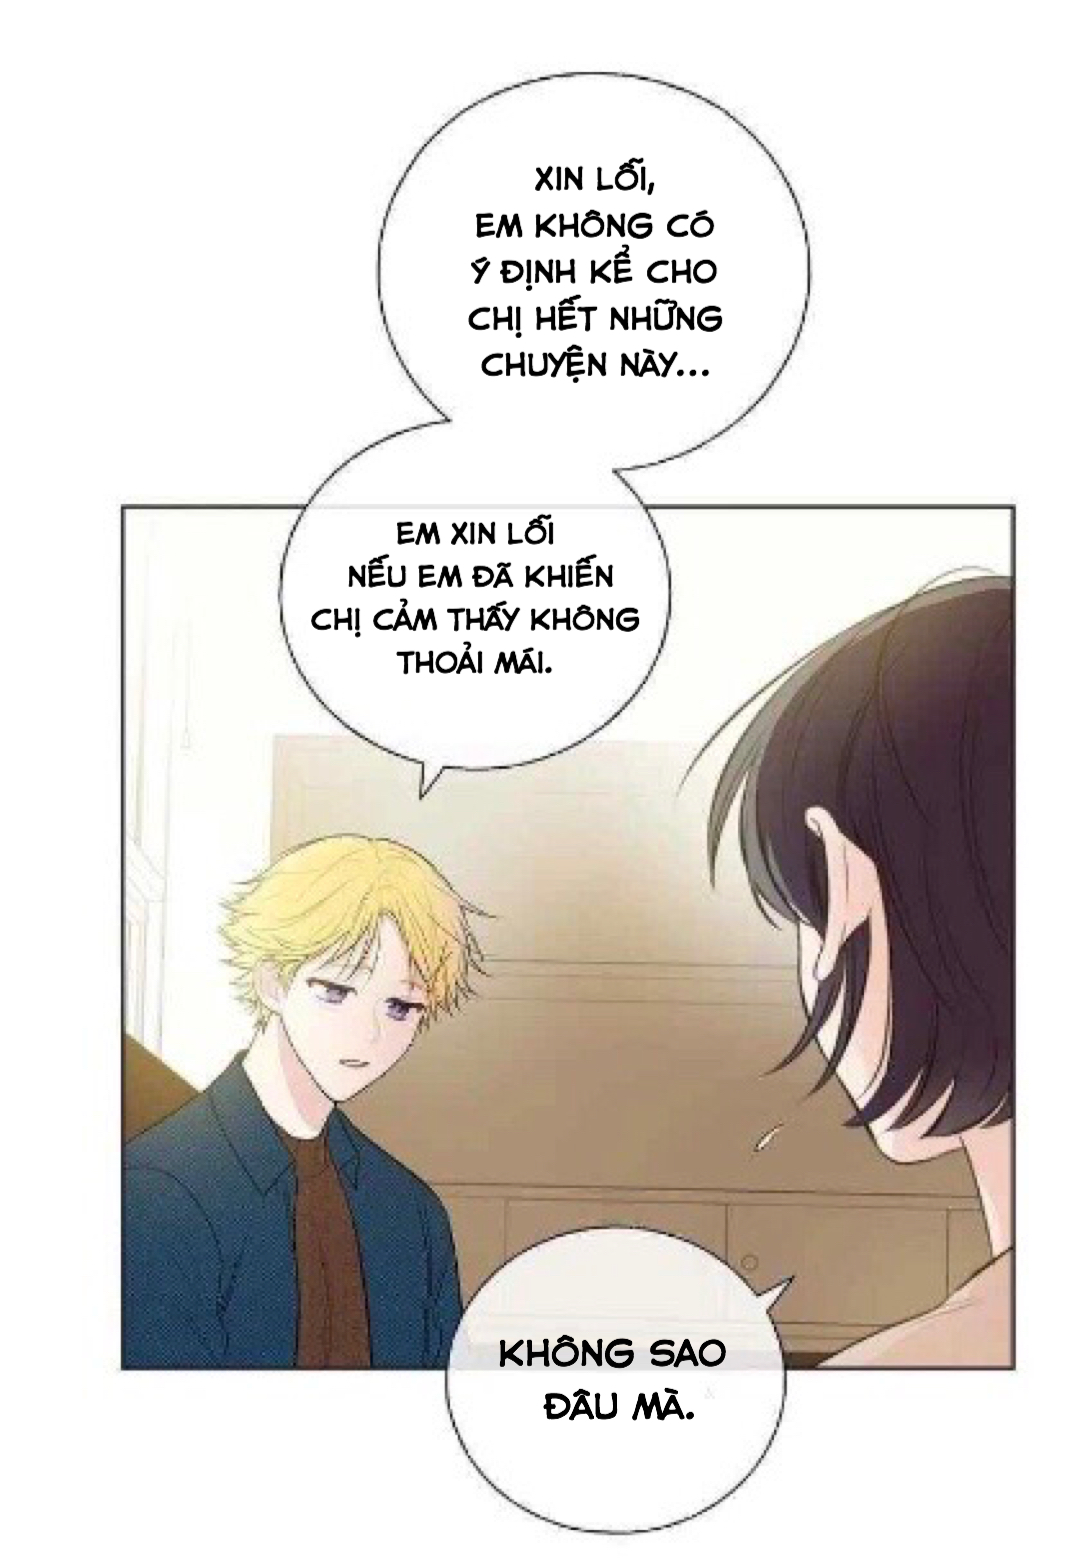 XIN LỖI,
EM KHÔNG CÓ
Ý ĐỊNH KỂ CHO
CHỊ HẾT NHỮNG
CHUYỆN NÀY...
EM XIN LỖI
NẾU EM ĐÃ KHIẾN
CHỊ CẢM THẤY KHÔNG
THOẢI MÁI.
KHÔNG SAO
ĐÂU MÀ.